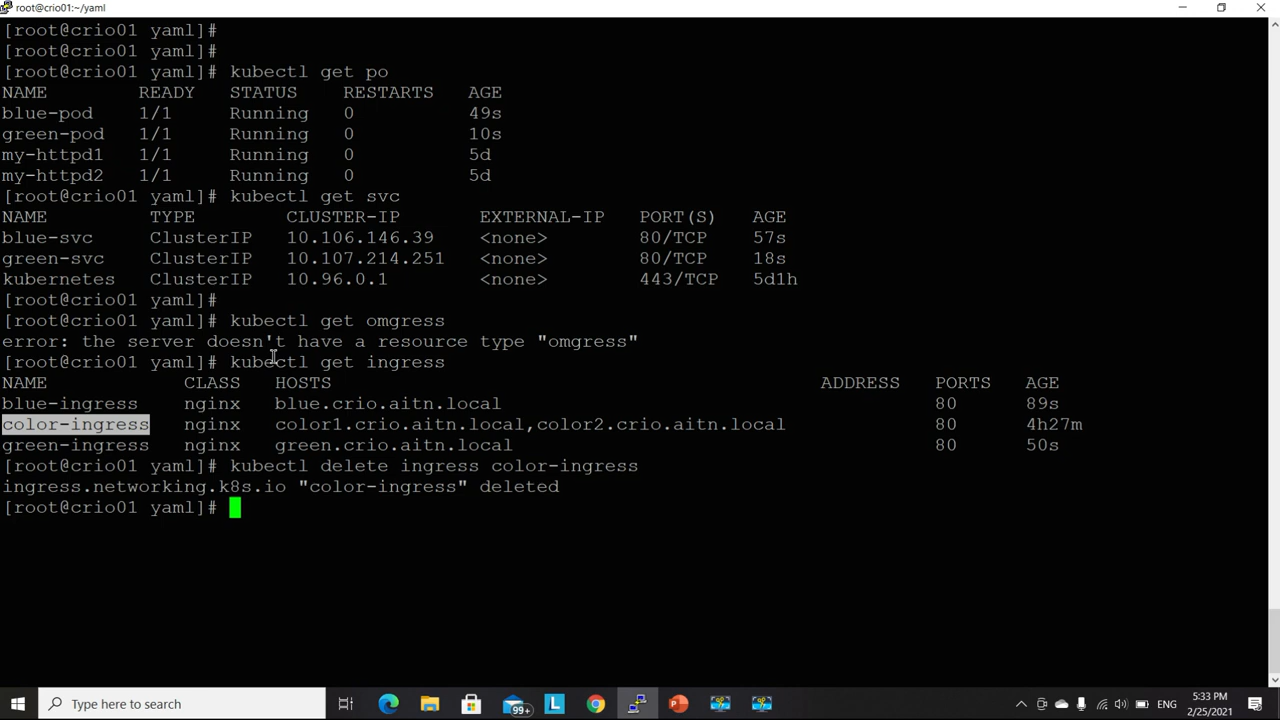 root@crio01:~/yaml
[root@crio01 yaml]#
[root@crio01 yaml]#
[root@crio01 yaml]# kubectl get po
NAME READY STATUS RESTARTS AGE
blue-pod 1/1 Running 0 49s
green-pod 1/1 Running 0 10s
my-httpd1 1/1 Running 0 5d
my-httpd2 1/1 Running 0 5d
[root@crio01 yaml]# kubectl get svc
NAME TYPE CLUSTER-IP EXTERNAL-IP PORT(S) AGE
blue-svc ClusterIP 10.106.146.39 <none> 80/TCP 57s
green-svc ClusterIP 10.107.214.251 <none> 80/TCP 18s
kubernetes ClusterIP 10.96.0.1 <none> 443/TCP 5d1h
[root@crio01 yaml]#
[root@crio01 yaml]# kubectl get omgress
error: the server doesn't have a resource type "omgress"
[root@crio01 yaml]# kubectl get ingress
NAME CLASS HOSTS ADDRESS PORTS AGE
blue-ingress nginx blue.crio.aitn.local 80 89s
color-ingress nginx color1.crio.aitn.local,color2.crio.aitn.local 80 4h27m
green-ingress nginx green.crio.aitn.local 80 50s
[root@crio01 yaml]# kubectl delete ingress color-ingress
ingress.networking.k8s.io "color-ingress" deleted
[root@crio01 yaml]#
Type here to search
99+
L
ENG
5:33 PM
2/25/2021